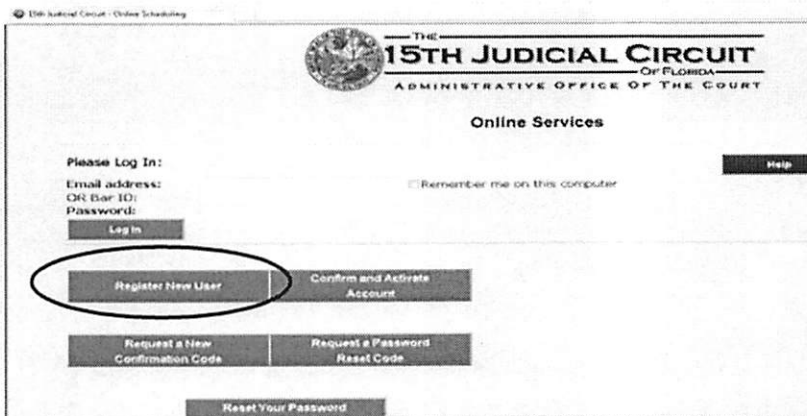 15th Judicial Circuit - Online Scheduling
THE
15TH JUDICIAL CIRCUIT
OF FLORIDA
ADMINISTRATIVE OFFICE OF THE COURT
Online Services
Please Log In:
Help
Email address:
Remember me on this computer
OR Bar ID:
Password:
Log In
Register New User
Confirm and Activate
Account
Request a New
Confirmation Code
Request a Password
Reset Code
Reset Your Password